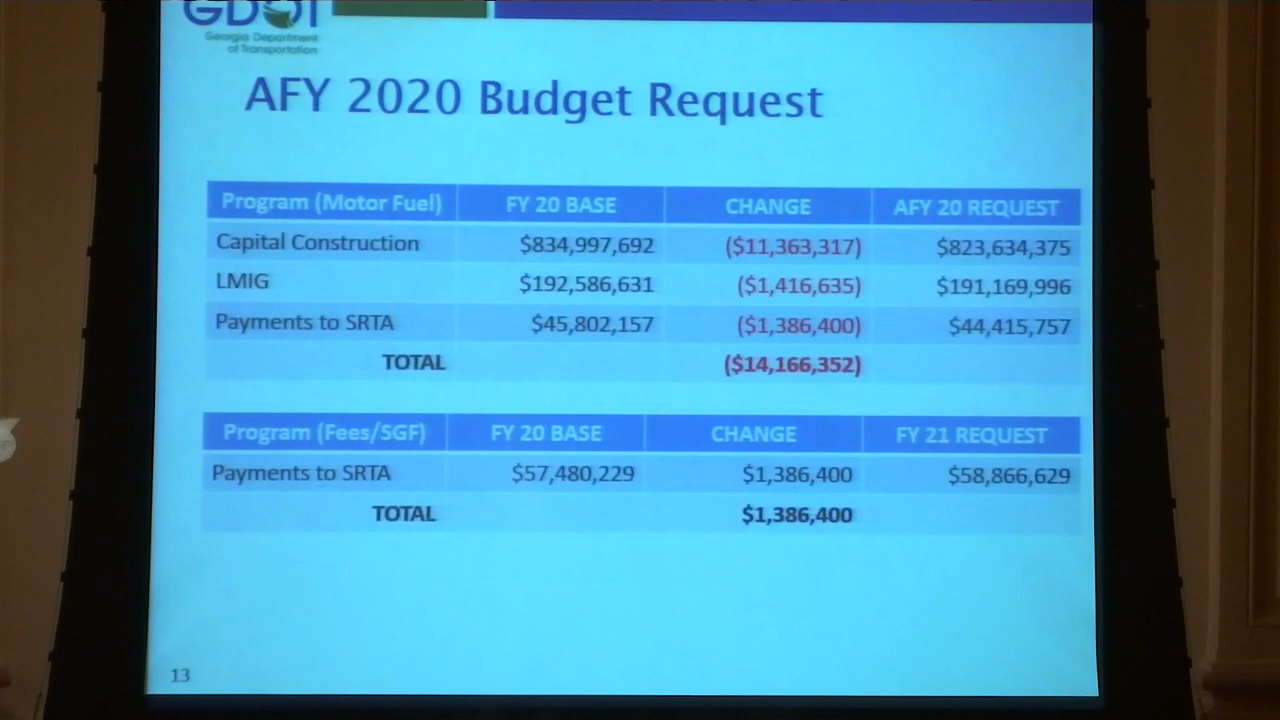 GDOT
Georgia Department
of Transportation
AFY 2020 Budget Request
Program (Motor Fuel) FY 20 BASE CHANGE AFY 20 REQUEST
Capital Construction $834,997,692 ($11,363,317) $823,634,375
LMIG $192,586,631 ($1,416,635) $191,169,996
Payments to SRTA $45,802,157 ($1,386,400) $44,415,757
TOTAL ($14,166,352)
Program (Fees/SGF) FY 20 BASE CHANGE FY 21 REQUEST
Payments to SRTA $57,480,229 $1,386,400 $58,866,629
TOTAL $1,386,400
13